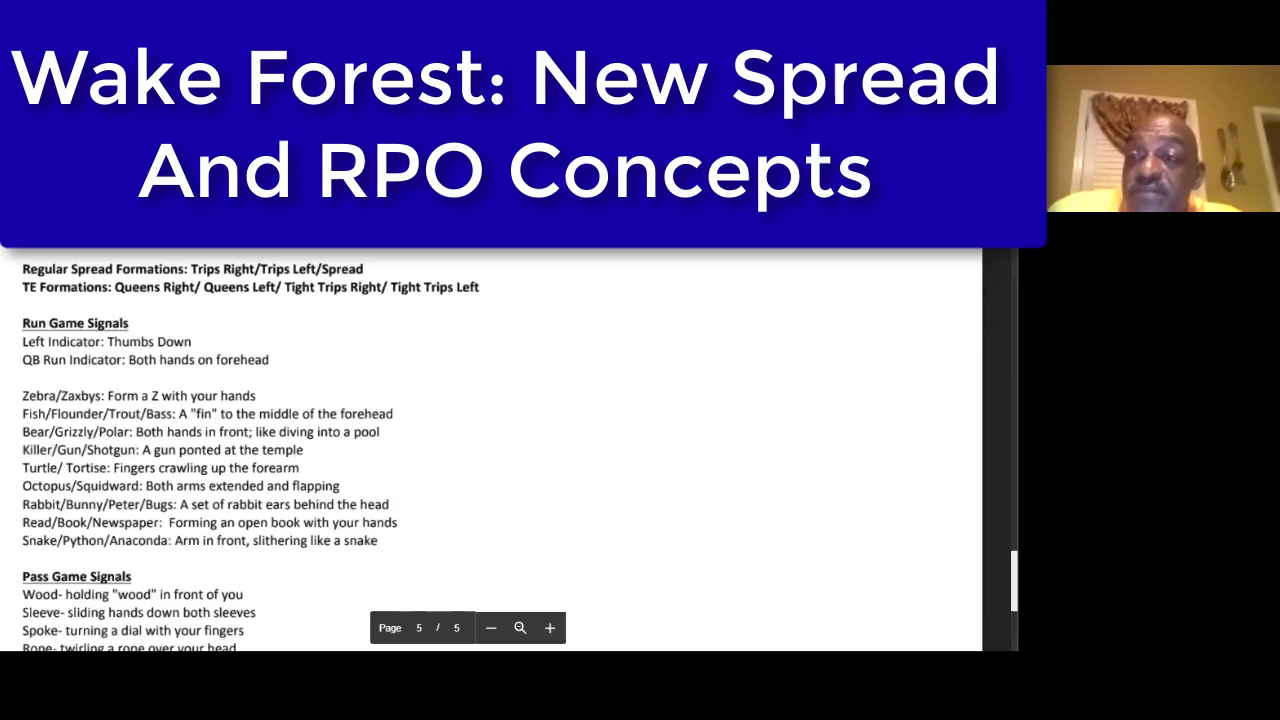 Wake Forest: New Spread
And RPO Concepts
Regular Spread Formations: Trips Right/Trips Left/Spread
TE Formations: Queens Right/ Queens Left/ Tight Trips Right/ Tight Trips Left
Run Game Signals
Left Indicator: Thumbs Down
QB Run Indicator: Both hands on forehead
Zebra/Zaxbys: Form a Z with your hands
Fish/Flounder/Trout/Bass: A "fin" to the middle of the forehead
Bear/Grizzly/Polar: Both hands in front; like diving into a pool
Killer/Gun/Shotgun: A gun ponted at the temple
Turtle/ Tortise: Fingers crawling up the forearm
Octopus/Squidward: Both arms extended and flapping
Rabbit/Bunny/Peter/Bugs: A set of rabbit ears behind the head
Read/Book/Newspaper:  Forming an open book with your hands
Snake/Python/Anaconda: Arm in front, slithering like a snake
Pass Game Signals
Wood- holding "wood" in front of you
Sleeve- sliding hands down both sleeves
Spoke- turning a dial with your fingers
Rope- twirling a rope over your head
Page 5 / 5